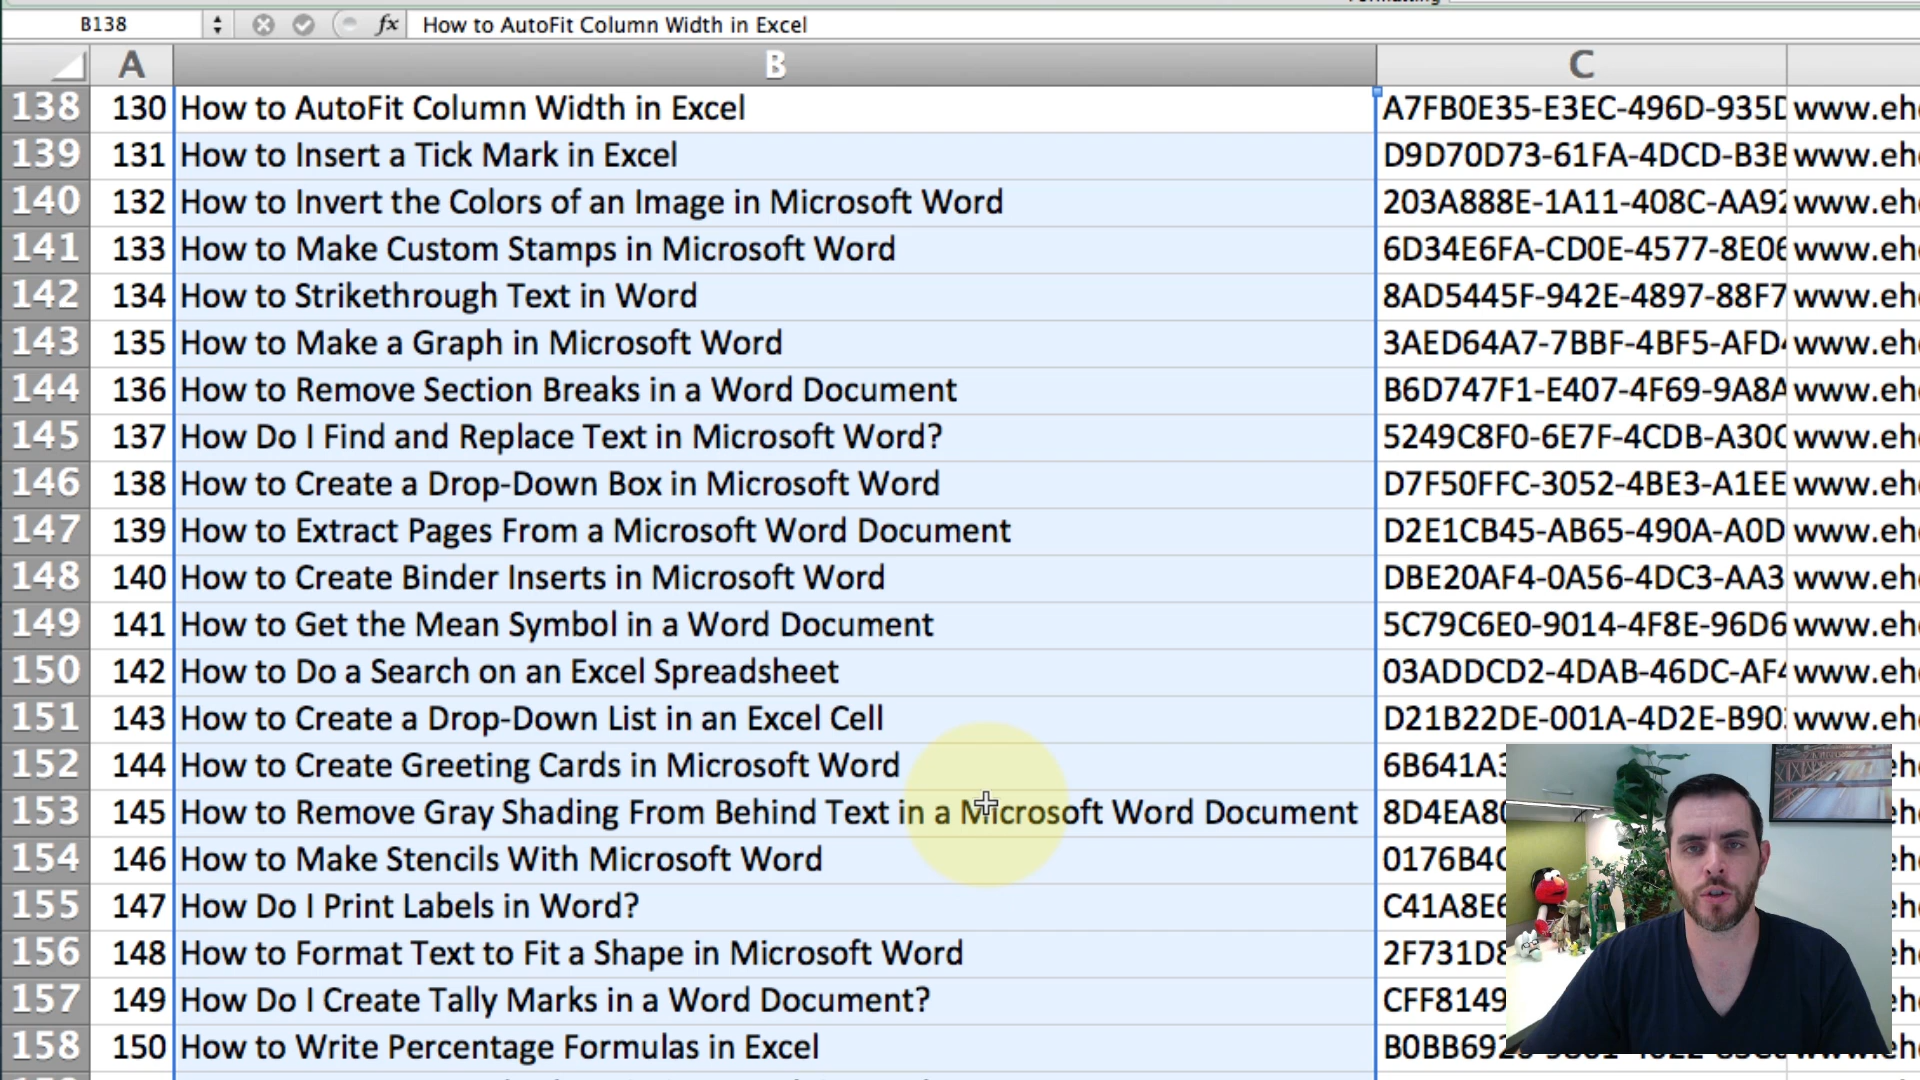 B138 fx How to AutoFit Column Width in Excel
A B C
138 130 How to AutoFit Column Width in Excel A7FB0E35-E3EC-496D-935D www.eh
139 131 How to Insert a Tick Mark in Excel D9D70D73-61FA-4DCD-B3B www.eh
140 132 How to Invert the Colors of an Image in Microsoft Word 203A888E-1A11-408C-AA92 www.eh
141 133 How to Make Custom Stamps in Microsoft Word 6D34E6FA-CD0E-4577-8E06 www.eh
142 134 How to Strikethrough Text in Word 8AD5445F-942E-4897-88F7 www.eh
143 135 How to Make a Graph in Microsoft Word 3AED64A7-7BBF-4BF5-AFD4 www.eh
144 136 How to Remove Section Breaks in a Word Document B6D747F1-E407-4F69-9A8A www.eh
145 137 How Do I Find and Replace Text in Microsoft Word? 5249C8F0-6E7F-4CDB-A30C www.eh
146 138 How to Create a Drop-Down Box in Microsoft Word D7F50FFC-3052-4BE3-A1EE www.eh
147 139 How to Extract Pages From a Microsoft Word Document D2E1CB45-AB65-490A-A0D www.eh
148 140 How to Create Binder Inserts in Microsoft Word DBE20AF4-0A56-4DC3-AA3 www.eh
149 141 How to Get the Mean Symbol in a Word Document 5C79C6E0-9014-4F8E-96D6 www.eh
150 142 How to Do a Search on an Excel Spreadsheet 03ADDCD2-4DAB-46DC-AF4 www.eh
151 143 How to Create a Drop-Down List in an Excel Cell D21B22DE-001A-4D2E-B90 www.eh
152 144 How to Create Greeting Cards in Microsoft Word 6B641A
153 145 How to Remove Gray Shading From Behind Text in a Microsoft Word Document 8D4EA8
154 146 How to Make Stencils With Microsoft Word 0176B4
155 147 How Do I Print Labels in Word? C41A8E
156 148 How to Format Text to Fit a Shape in Microsoft Word 2F731D
157 149 How Do I Create Tally Marks in a Word Document? CFF8149
158 150 How to Write Percentage Formulas in Excel B0BB692